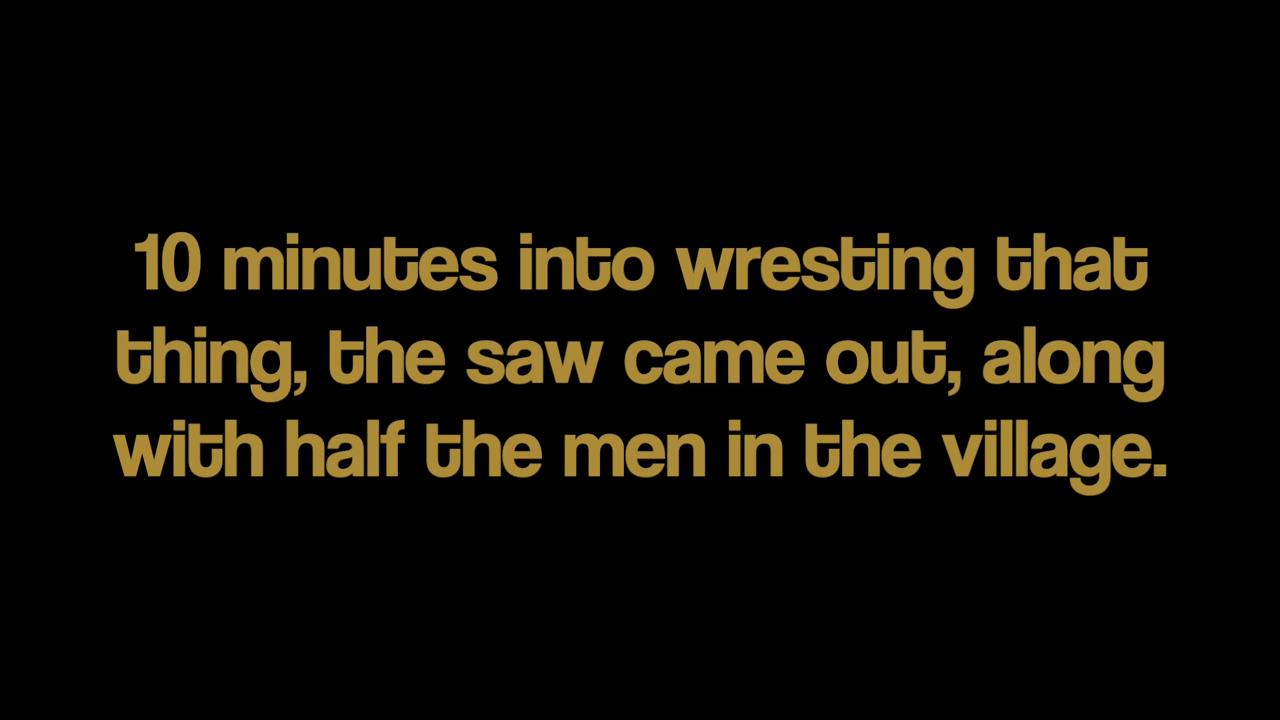 10 minutes into wresting that
thing, the saw came out, along
with half the men in the village.